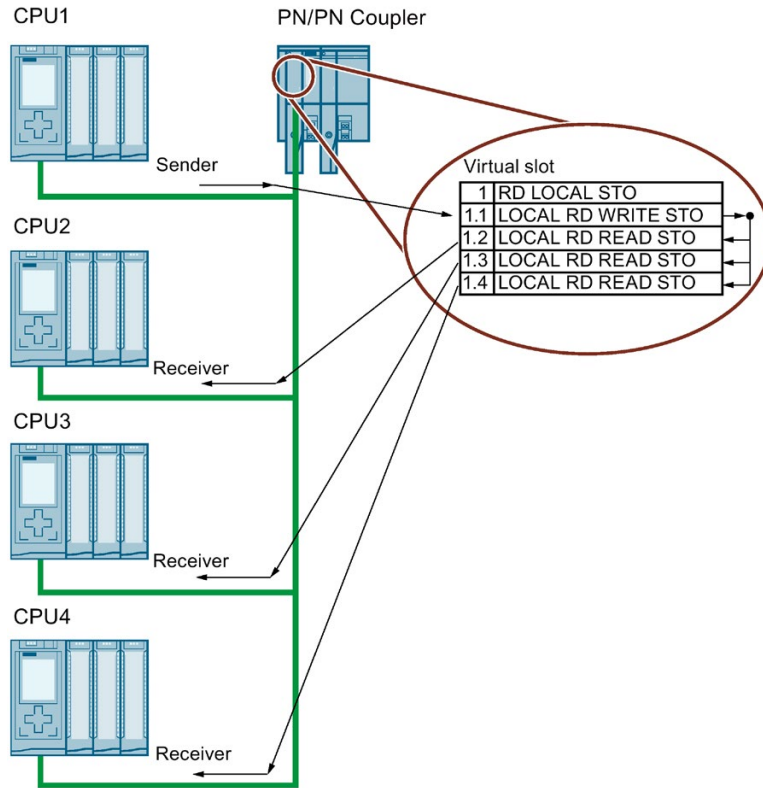 CPU1
PN/PN Coupler
Sender
Virtual slot
1 RD LOCAL STO
1.1 LOCAL RD WRITE STO
1.2 LOCAL RD READ STO
1.3 LOCAL RD READ STO
1.4 LOCAL RD READ STO
CPU2
Receiver
CPU3
Receiver
CPU4
Receiver